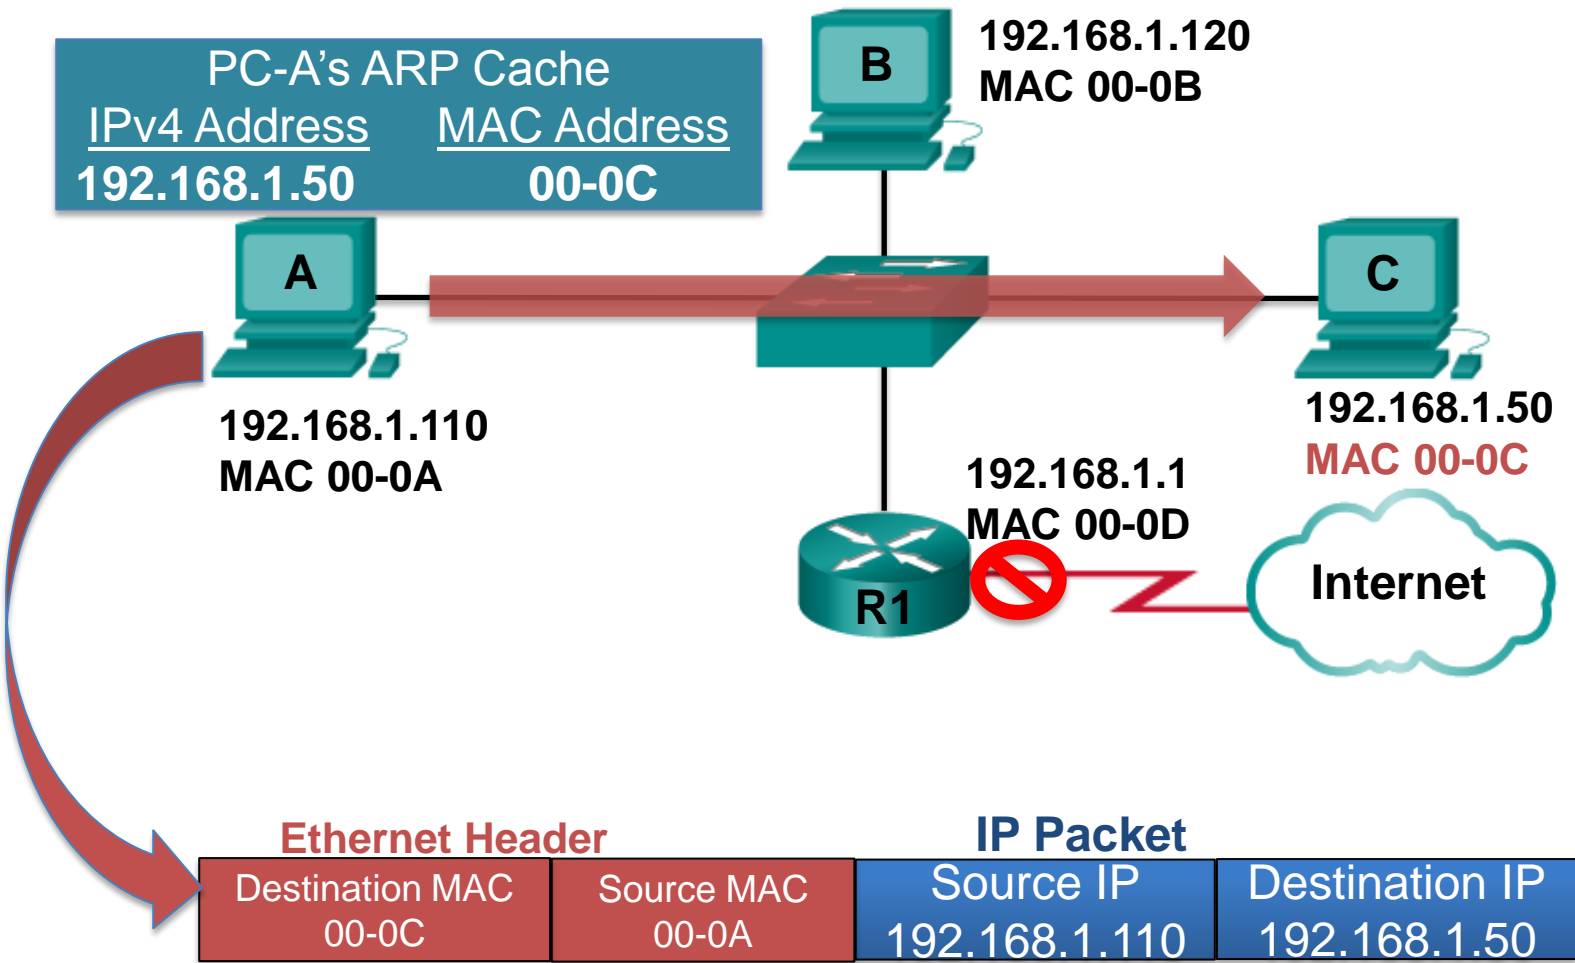 PC-A's ARP Cache
IPv4 Address MAC Address
192.168.1.50 00-0C
B
192.168.1.120
MAC 00-0B
A
192.168.1.110
MAC 00-0A
C
192.168.1.50
MAC 00-0C
192.168.1.1
MAC 00-0D
R1
Internet
Ethernet Header
IP Packet
Destination MAC
00-0C
Source MAC
00-0A
Source IP
192.168.1.110
Destination IP
192.168.1.50